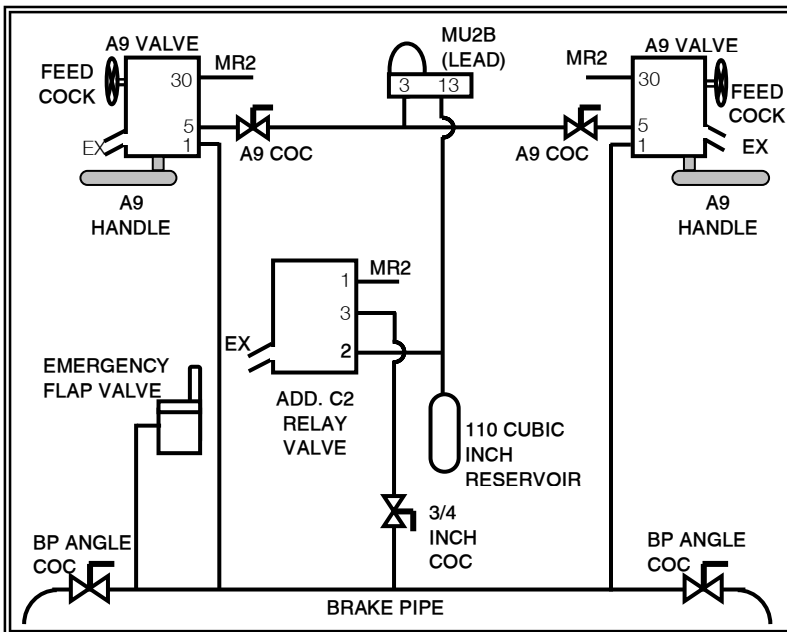 A9 VALVE
FEED
COCK
30
MR2
5
1
EX
A9 COC
A9
HANDLE
MU2B
(LEAD)
3 13
A9 VALVE
MR2
30
FEED
COCK
5
1
EX
A9 COC
A9
HANDLE
1
MR2
3
2
EX
ADD. C2
RELAY
VALVE
EMERGENCY
FLAP VALVE
110 CUBIC
INCH
RESERVOIR
3/4
INCH
COC
BP ANGLE
COC
BP ANGLE
COC
BRAKE PIPE